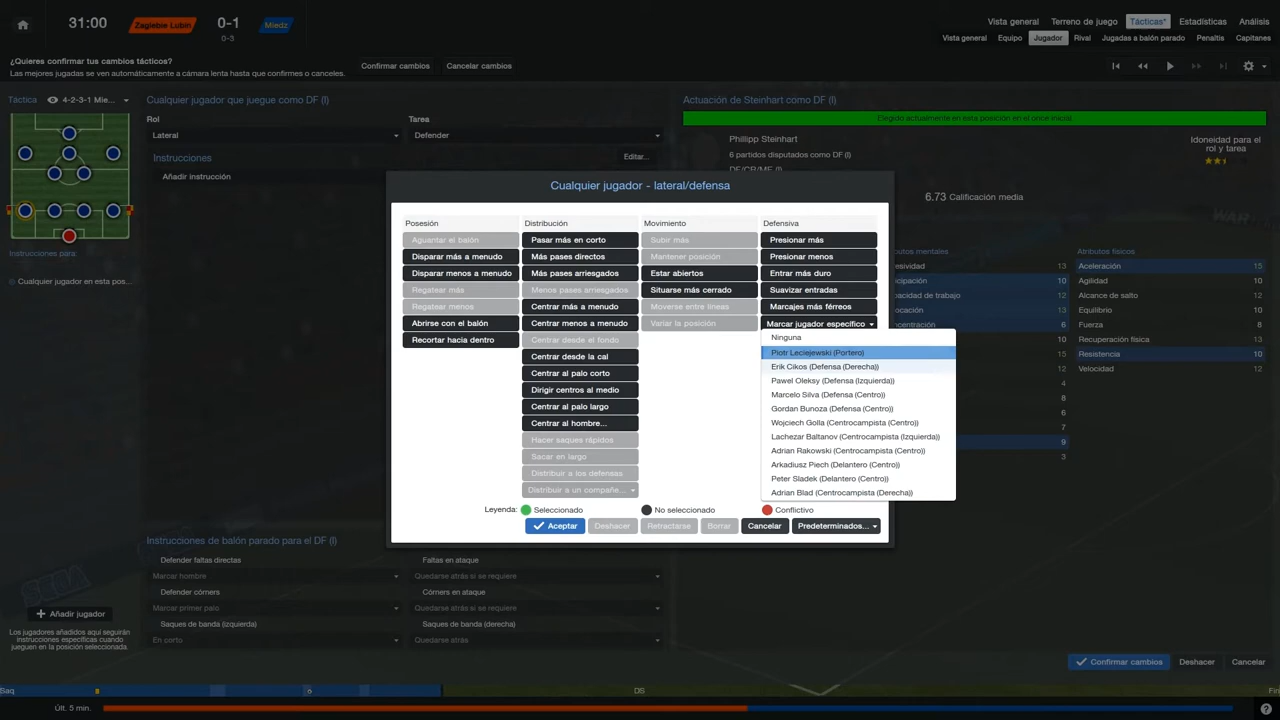 31:00
Zaglebie Lubin
0-1
Miedz
0-3
Vista general
Terreno de juego
Tácticas*
Estadísticas
Análisis
Vista general
Equipo
Jugador
Rival
Jugadas a balón parado
Penaltis
Capitanes
¿Quieres confirmar tus cambios tácticos?
Las mejores jugadas se ven automáticamente a cámara lenta hasta que confirmes o canceles.
Confirmar cambios
Cancelar cambios
Táctica
4-2-3-1 Mie...
Cualquier jugador que juegue como DF (I)
Rol
Lateral
Tarea
Defender
Instrucciones
Editar...
Añadir instrucción
Instrucciones para:
Cualquier jugador en esta pos...
Actuación de Steinhart como DF (I)
Elegido actualmente en esta posición en el once inicial
Phillipp Steinhart
6 partidos disputados como DF (I)
Idoneidad para el
rol y tarea
6.73 Calificación media
Atributos físicos
Aceleración 15
Agilidad 10
Alcance de salto 12
Equilibrio 10
Fuerza 8
Recuperación física 15
Resistencia 10
Velocidad 12
Cualquier jugador - lateral/defensa
Posesión
Aguantar el balón
Disparar más a menudo
Disparar menos a menudo
Regatear más
Regatear menos
Abrirse con el balón
Recortar hacia dentro
Distribución
Pasar más en corto
Más pases directos
Más pases arriesgados
Menos pases arriesgados
Centrar más a menudo
Centrar menos a menudo
Centrar desde el fondo
Centrar desde la cal
Centrar al palo corto
Dirigir centros al medio
Centrar al palo largo
Centrar al hombre...
Hacer saques rápidos
Sacar en largo
Distribuir a los defensas
Distribuir a un compañe...
Movimiento
Subir más
Mantener posición
Estar abiertos
Situarse más cerrado
Moverse entre líneas
Variar la posición
Defensiva
Presionar más
Presionar menos
Entrar más duro
Suavizar entradas
Marcajes más férreos
Marcar jugador específico
Ninguna
Piotr Leciejewski (Portero)
Erik Cikos (Defensa (Derecha))
Pawel Oleksy (Defensa (Izquierda))
Marcelo Silva (Defensa (Centro))
Gordan Bunoza (Defensa (Centro))
Wojciech Golla (Centrocampista (Centro))
Lachezar Baltanov (Centrocampista (Izquierda))
Adrian Rakowski (Centrocampista (Centro))
Arkadiusz Piech (Delantero (Centro))
Peter Sladek (Delantero (Centro))
Adrian Blad (Centrocampista (Derecha))
Leyenda:
Seleccionado
No seleccionado
Conflictivo
Aceptar
Deshacer
Retractarse
Borrar
Cancelar
Predeterminados...
Instrucciones de balón parado para el DF (I)
Defender faltas directas
Marcar hombre
Defender córners
Marcar primer palo
Saques de banda (izquierda)
En corto
Faltas en ataque
Quedarse atrás si se requiere
Córners en ataque
Quedarse atrás si se requiere
Saques de banda (derecha)
Quedarse atrás
Añadir jugador
Los jugadores añadidos aquí seguirán
instrucciones específicas cuando
jueguen en la posición seleccionada.
Confirmar cambios
Deshacer
Cancelar
Saq
DS
Fin
Últ. 5 min.